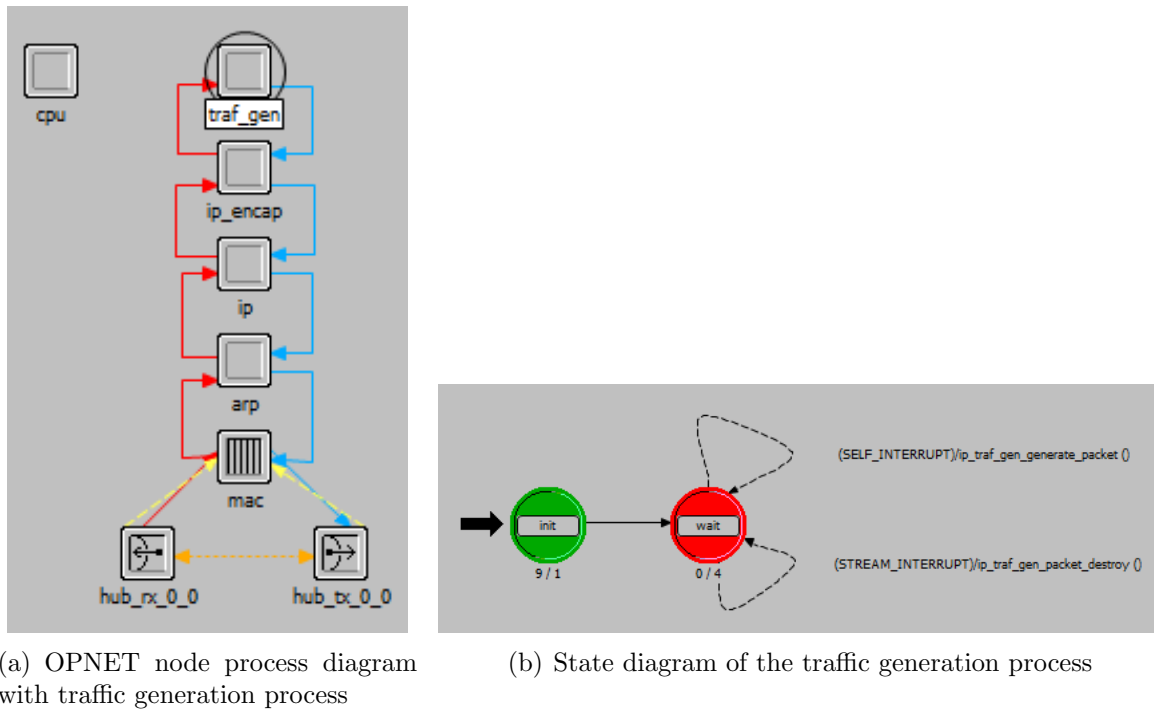 cpu
traf_gen
ip_encap
ip
arp
mac
hub_rx_0_0
hub_tx_0_0
init
9 / 1
wait
0 / 4
(SELF_INTERRUPT)/ip_traf_gen_generate_packet ()
(STREAM_INTERRUPT)/ip_traf_gen_packet_destroy ()
(a) OPNET node process diagram
with traffic generation process
(b) State diagram of the traffic generation process